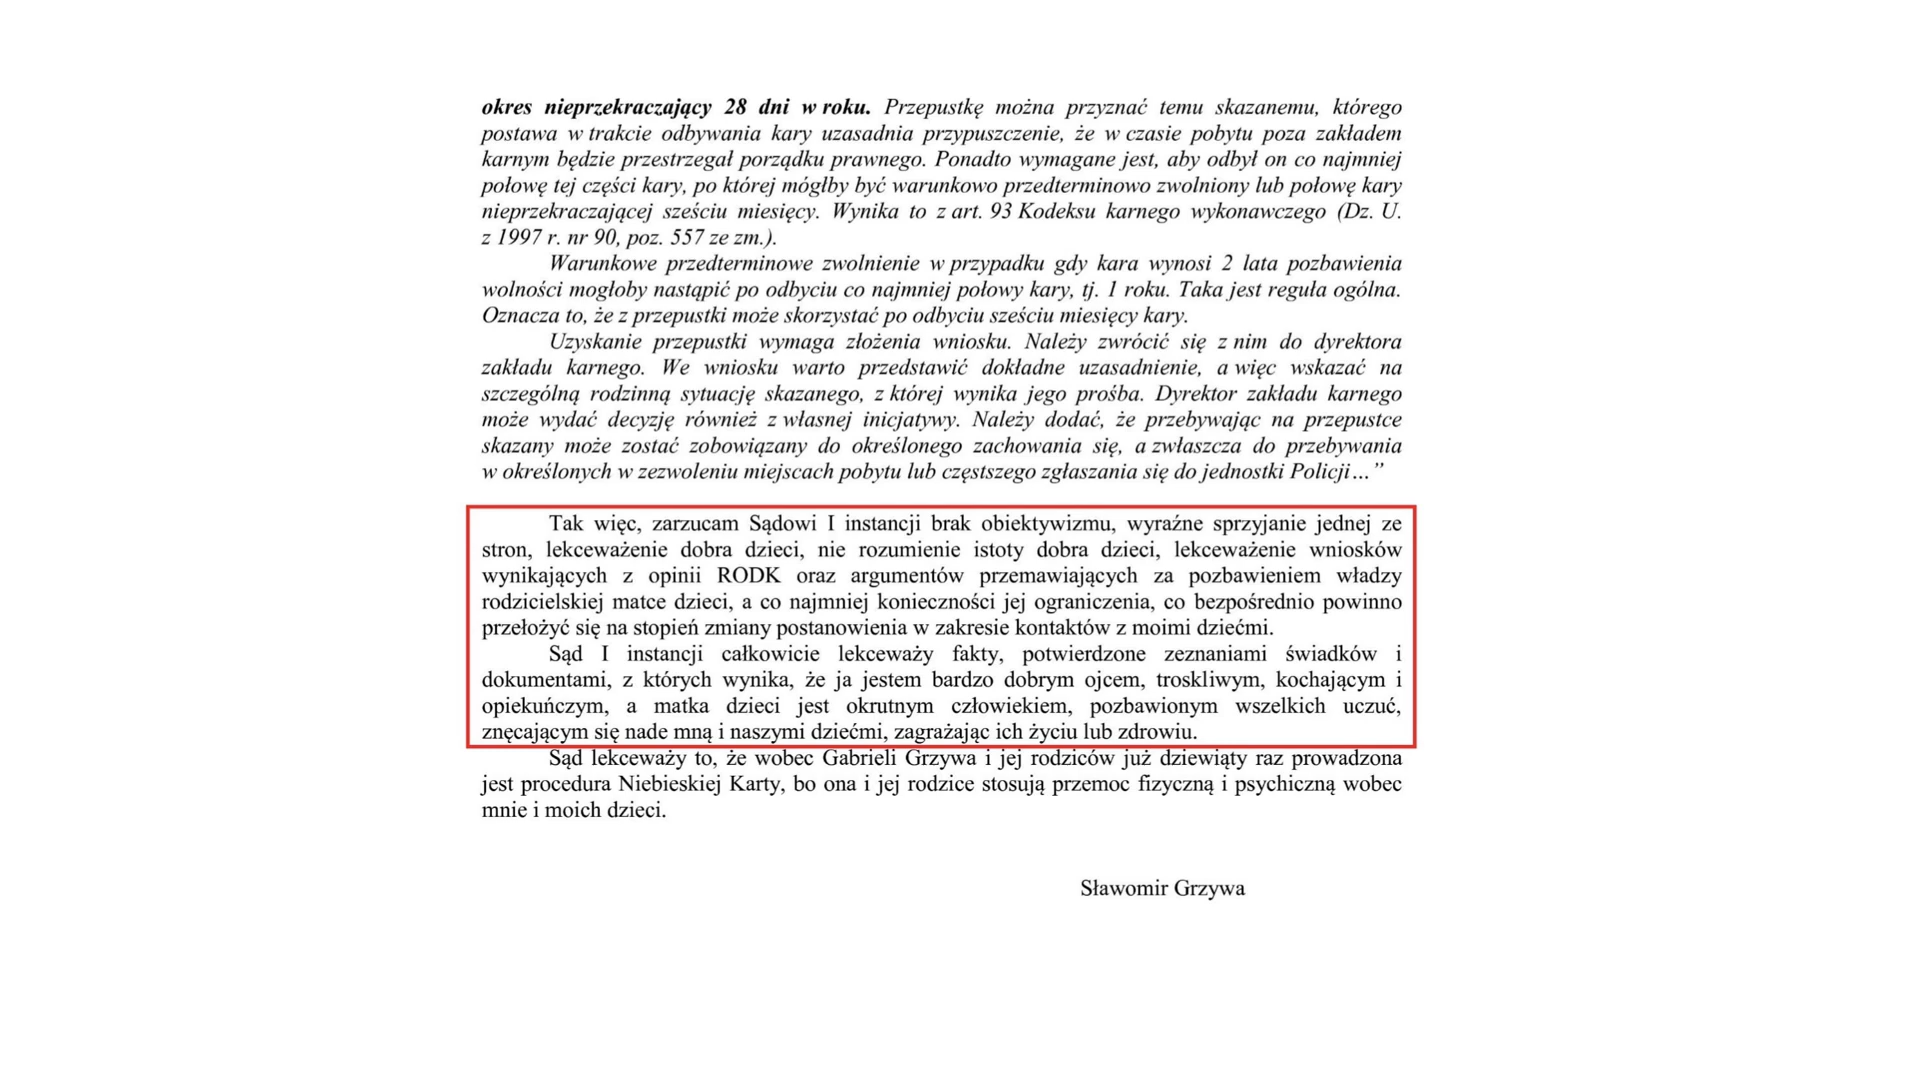 okres nieprzekraczający 28 dni w roku. Przepustkę można przyznać temu skazanemu, którego
postawa w trakcie odbywania kary uzasadnia przypuszczenie, że w czasie pobytu poza zakładem
karnym będzie przestrzegał porządku prawnego. Ponadto wymagane jest, aby odbył on co najmniej
połowę tej części kary, po której mógłby być warunkowo przedterminowo zwolniony lub połowę kary
nieprzekraczającej sześciu miesięcy. Wynika to z art. 93 Kodeksu karnego wykonawczego (Dz. U.
z 1997 r. nr 90, poz. 557 ze zm.).
Warunkowe przedterminowe zwolnienie w przypadku gdy kara wynosi 2 lata pozbawienia
wolności mogłoby nastąpić po odbyciu co najmniej połowy kary, tj. 1 roku. Taka jest reguła ogólna.
Oznacza to, że z przepustki może skorzystać po odbyciu sześciu miesięcy kary.
Uzyskanie przepustki wymaga złożenia wniosku. Należy zwrócić się z nim do dyrektora
zakładu karnego. We wniosku warto przedstawić dokładne uzasadnienie, a więc wskazać na
szczególną rodzinną sytuację skazanego, z której wynika jego prośba. Dyrektor zakładu karnego
może wydać decyzję również z własnej inicjatywy. Należy dodać, że przebywając na przepustce
skazany może zostać zobowiązany do określonego zachowania się, a zwłaszcza do przebywania
w określonych w zezwoleniu miejscach pobytu lub częstszego zgłaszania się do jednostki Policji…”
Tak więc, zarzucam Sądowi I instancji brak obiektywizmu, wyraźne sprzyjanie jednej ze
stron, lekceważenie dobra dzieci, nie rozumienie istoty dobra dzieci, lekceważenie wniosków
wynikających z opinii RODK oraz argumentów przemawiających za pozbawieniem władzy
rodzicielskiej matce dzieci, a co najmniej konieczności jej ograniczenia, co bezpośrednio powinno
przełożyć się na stopień zmiany postanowienia w zakresie kontaktów z moimi dziećmi.
Sąd I instancji całkowicie lekceważy fakty, potwierdzone zeznaniami świadków i
dokumentami, z których wynika, że ja jestem bardzo dobrym ojcem, troskliwym, kochającym i
opiekuńczym, a matka dzieci jest okrutnym człowiekiem, pozbawionym wszelkich uczuć,
znęcającym się nade mną i naszymi dziećmi, zagrażając ich życiu lub zdrowiu.
Sąd lekceważy to, że wobec Gabrieli Grzywa i jej rodziców już dziewiąty raz prowadzona
jest procedura Niebieskiej Karty, bo ona i jej rodzice stosują przemoc fizyczną i psychiczną wobec
mnie i moich dzieci.
Sławomir Grzywa